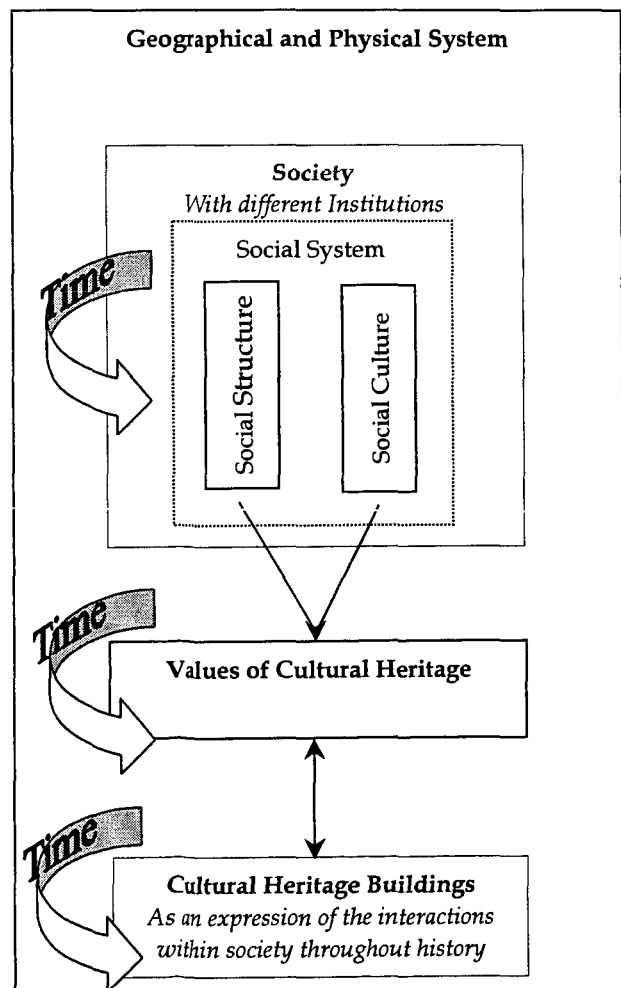 Geographical and Physical System
Society
With different Institutions
Social System
Time
Social Structure
Social Culture
Time
Values of Cultural Heritage
Time
Cultural Heritage Buildings
As an expression of the interactions
within society throughout history